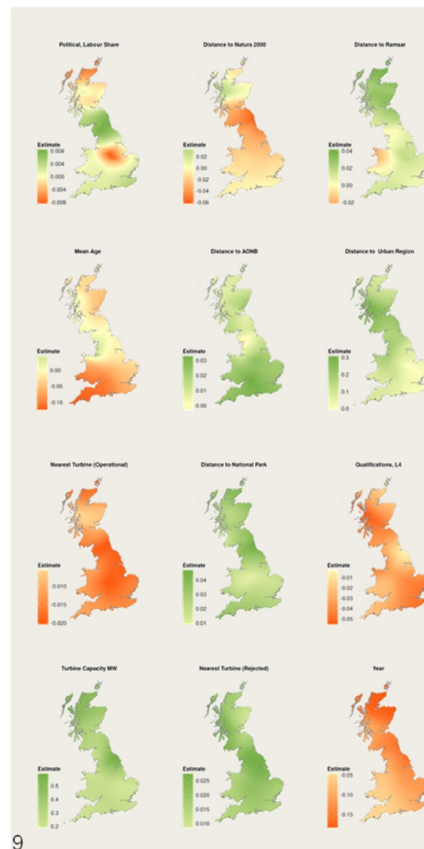 Political, Labour Share
Distance to Natura 2000
Distance to Ramsar
Estimate
0.008
0.004
0.000
-0.004
-0.008
Estimate
0.02
0.00
-0.02
-0.04
-0.06
Estimate
0.04
0.02
0.00
-0.02
Mean Age
Distance to AONB
Distance to Urban Region
Estimate
0.00
-0.05
-0.10
Estimate
0.03
0.02
0.01
0.00
Estimate
0.3
0.2
0.1
0.0
Nearest Turbine (Operational)
Distance to National Park
Qualifications, L4
Estimate
-0.010
-0.015
-0.020
Estimate
0.04
0.03
0.02
0.01
Estimate
-0.01
-0.02
-0.03
-0.04
-0.05
Turbine Capacity MW
Nearest Turbine (Rejected)
Year
Estimate
0.5
0.4
0.3
0.2
Estimate
0.025
0.020
0.015
0.010
Estimate
-0.05
-0.10
-0.15
9